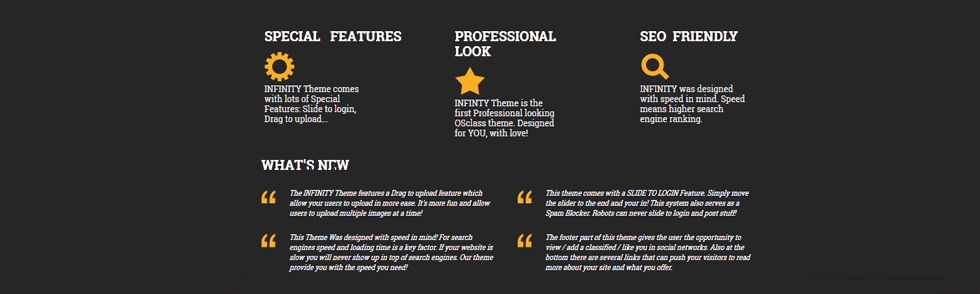 SPECIAL FEATURES
INFINITY Theme comes
with lots of Special
Features: Slide to login,
Drag to upload...
PROFESSIONAL
LOOK
INFINTY Theme is the
first Professional looking
OSclass theme. Designed
for YOU, with love!
SEO FRIENDLY
INFINITY was designed
with speed in mind. Speed
means higher search
engine ranking.
WHAT'S NEW
The INFINITY Theme features a Drag to upload feature which
allow your users to upload in more ease. It's more fun and allow
users to upload multiple images at a time!
This theme comes with a SLIDE TO LOGIN Feature. Simply move
the slider to the end and your in! This system also serves as a
Spam Blocker. Robots can never slide to login and post stuff!
This Theme Was designed with speed in mind! For search
engines speed and loading time is a key factor. If your website is
slow you will never show up in top of search engines. Our theme
provide you with the speed you need!
The footer part of this theme gives the user the opportunity to
view / add a classified / like you in social networks. Also at the
bottom there are several links that can push your visitors to read
more about your site and what you offer.